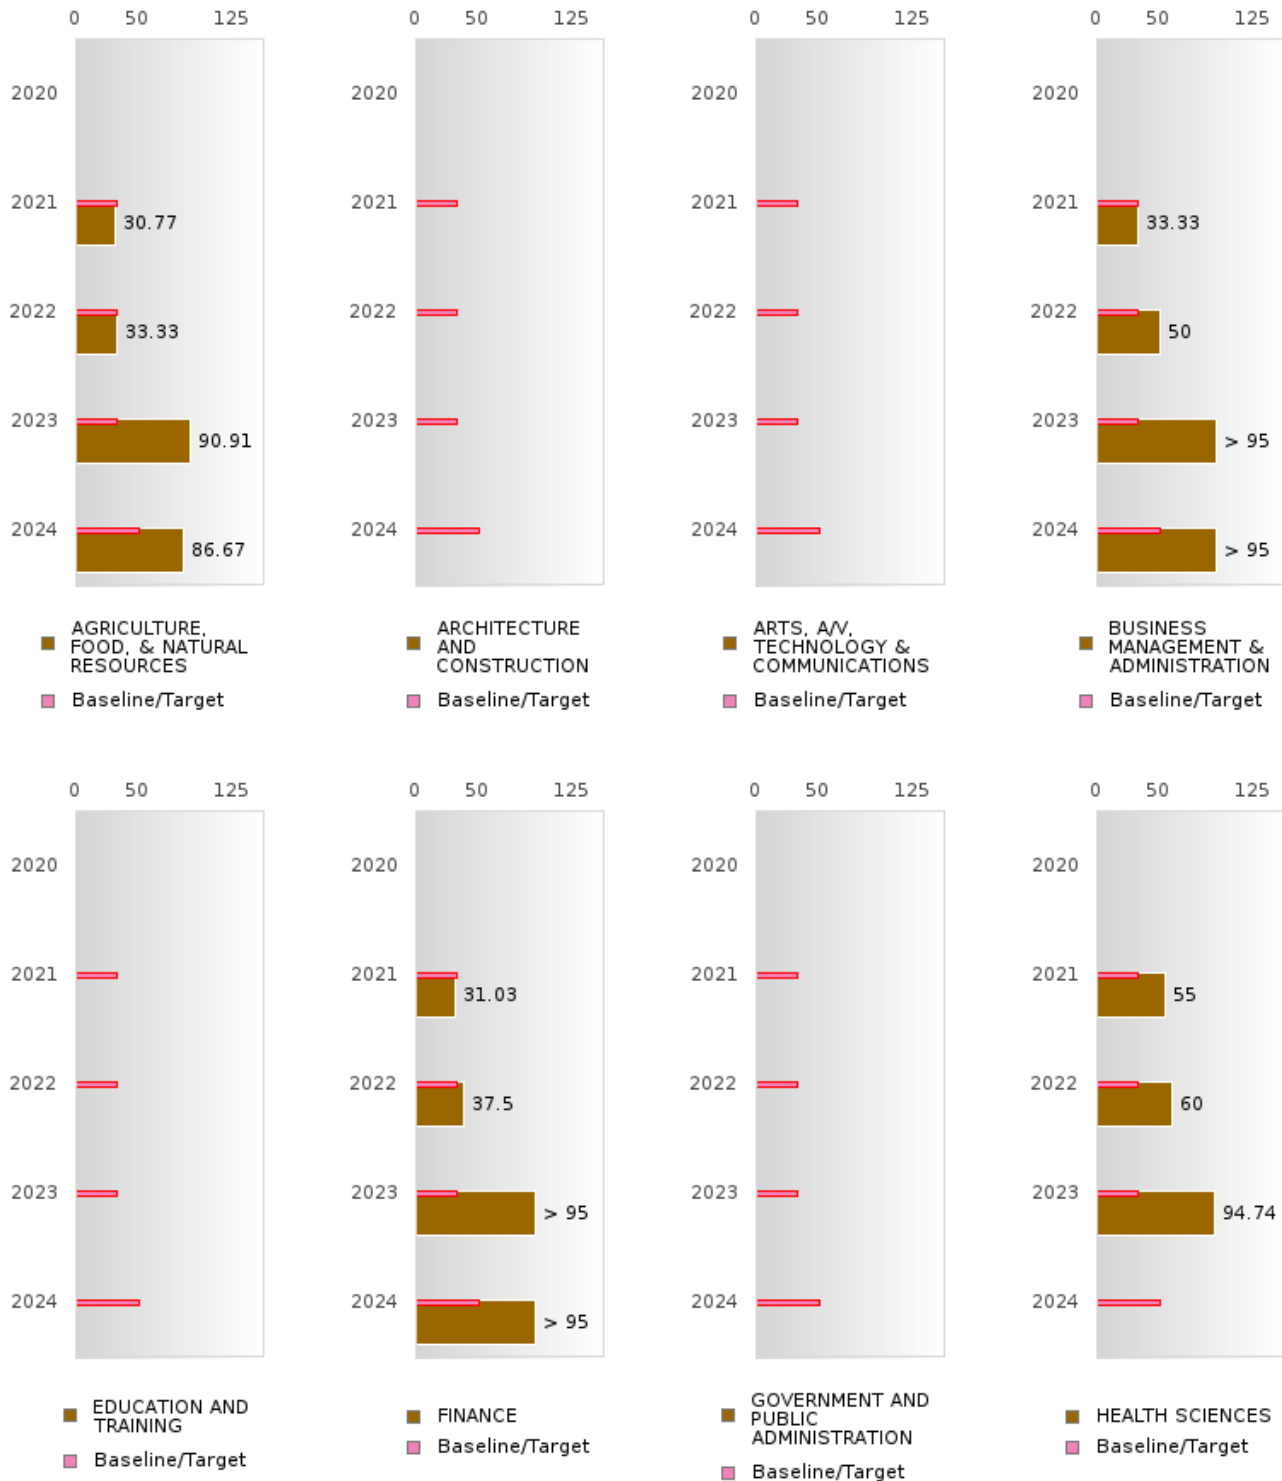 0 50 125 0 50 125 0 50 125 0 50 125
2020 2020 2020 2020
2021 2021 2021 2021
30.77 33.33
2022 2022 2022 2022
33.33 50
2023 2023 2023 2023
90.91 > 95
2024 2024 2024 2024
86.67 > 95
AGRICULTURE,
FOOD, & NATURAL
RESOURCES
Baseline/Target
ARCHITECTURE
AND
CONSTRUCTION
Baseline/Target
ARTS, A/V,
TECHNOLOGY &
COMMUNICATIONS
Baseline/Target
BUSINESS
MANAGEMENT &
ADMINISTRATION
Baseline/Target
0 50 125 0 50 125 0 50 125 0 50 125
2020 2020 2020 2020
2021 2021 2021 2021
31.03 55
2022 2022 2022 2022
37.5 60
2023 2023 2023 2023
> 95 94.74
2024 2024 2024 2024
> 95
EDUCATION AND
TRAINING
Baseline/Target
FINANCE
Baseline/Target
GOVERNMENT AND
PUBLIC
ADMINISTRATION
Baseline/Target
HEALTH SCIENCES
Baseline/Target